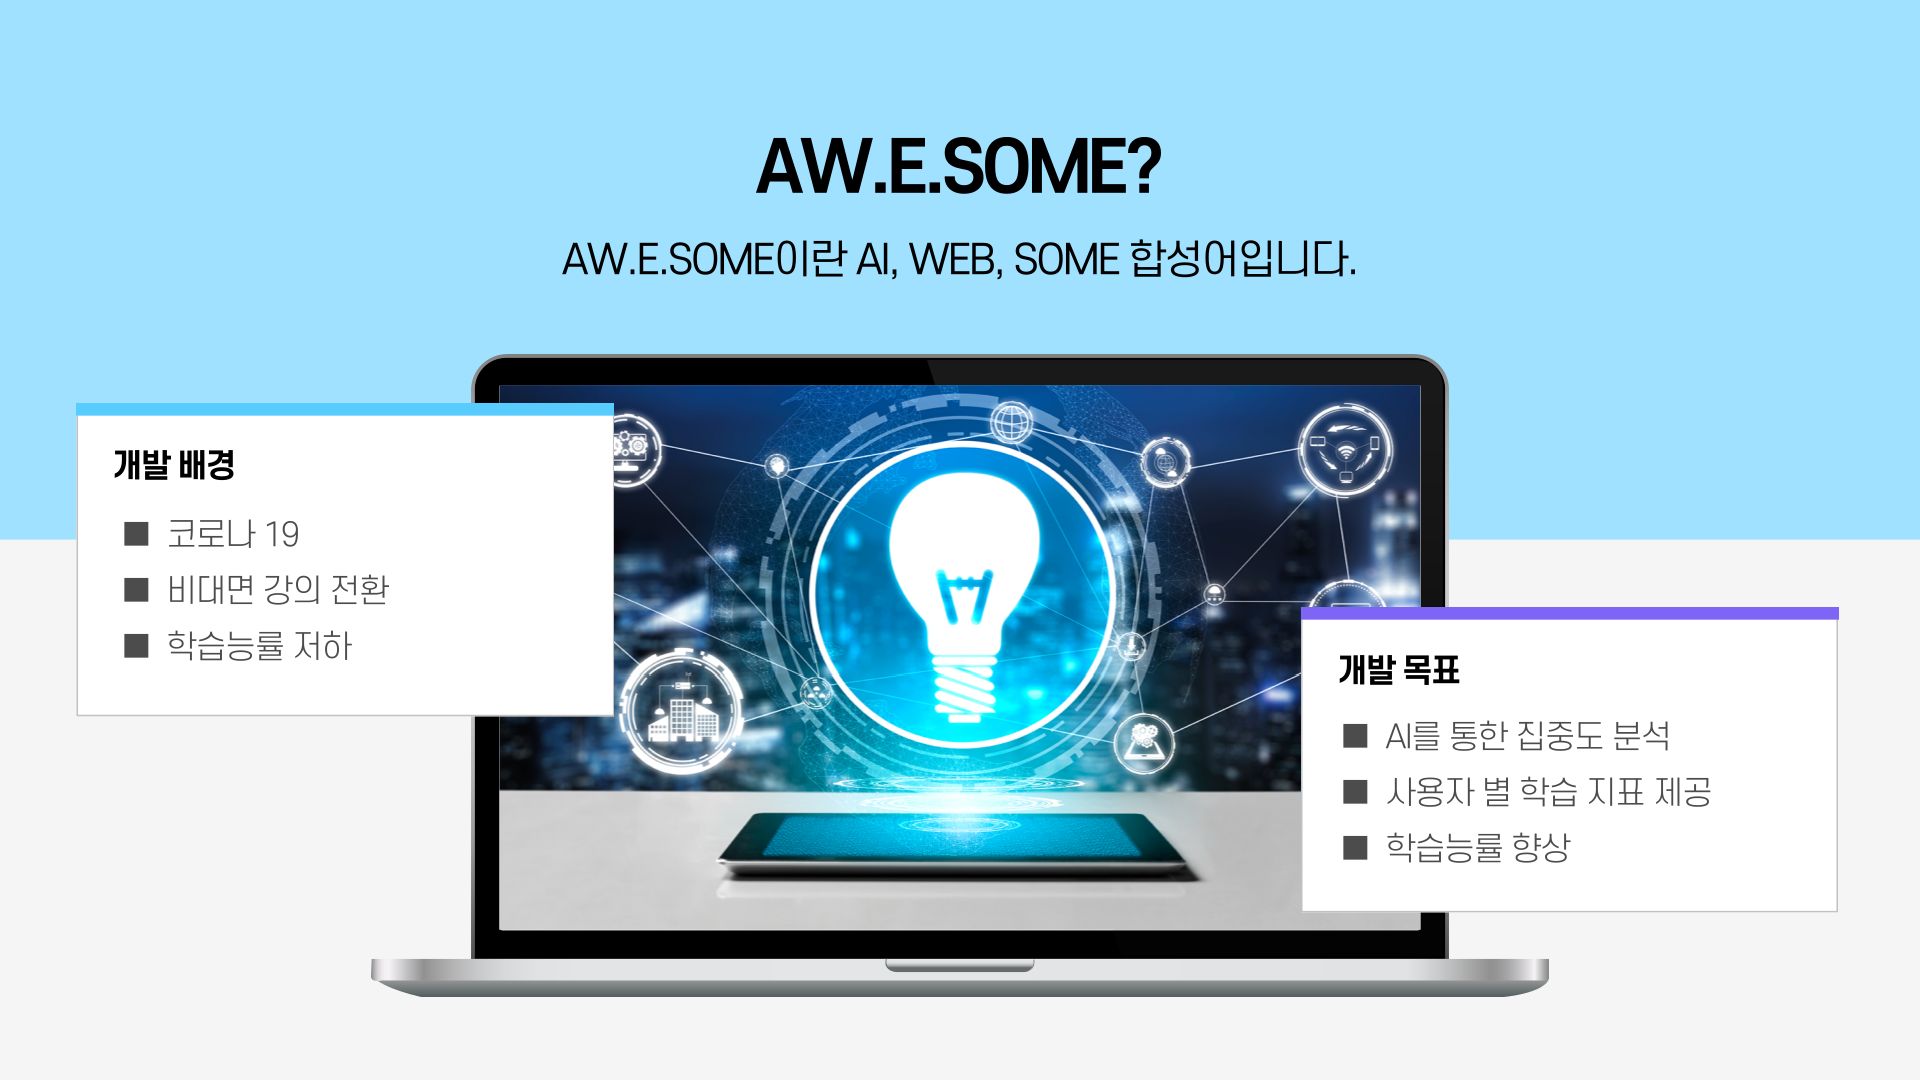 AW.E.SOME?
AW.E.SOME이란 AI, WEB, SOME 합성어입니다.
개발 배경
■ 코로나 19
■ 비대면 강의 전환
■ 학습능률 저하
개발 목표
■ AI를 통한 집중도 분석
■ 사용자 별 학습 지표 제공
■ 학습능률 향상